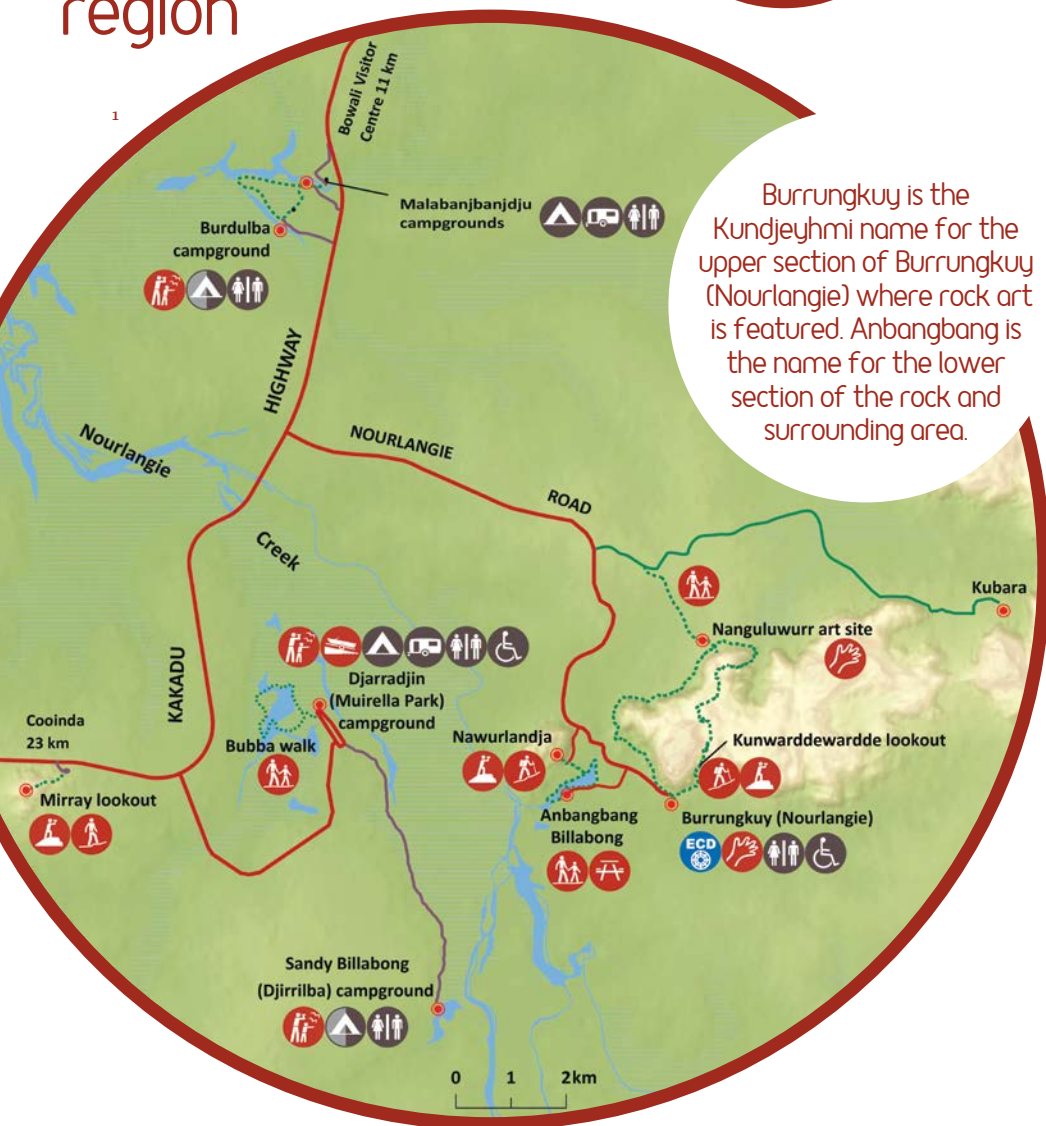 region
1
Bowali Visitor
Centre 11 km
Malabanjbanjdju
campgrounds
Burdulba
campground
Burrungkuy is the
Kundjeyhmi name for the
upper section of Burrungkuy
(Nourlangie) where rock art
is featured. Anbangbang is
the name for the lower
section of the rock and
surrounding area.
HIGHWAY
Nourlangie
NOURLANGIE
ROAD
Creek
Kubara
Nanguluwurr art site
Djarradjin
(Muirella Park)
campground
KAKADU
Cooinda
23 km
Bubba walk
Nawurlandja
Kunwarddewardde lookout
Mirray lookout
Anbangbang
Billabong
Burrungkuy (Nourlangie)
ECD
Sandy Billabong
(Djirrilba) campground
0 1 2km